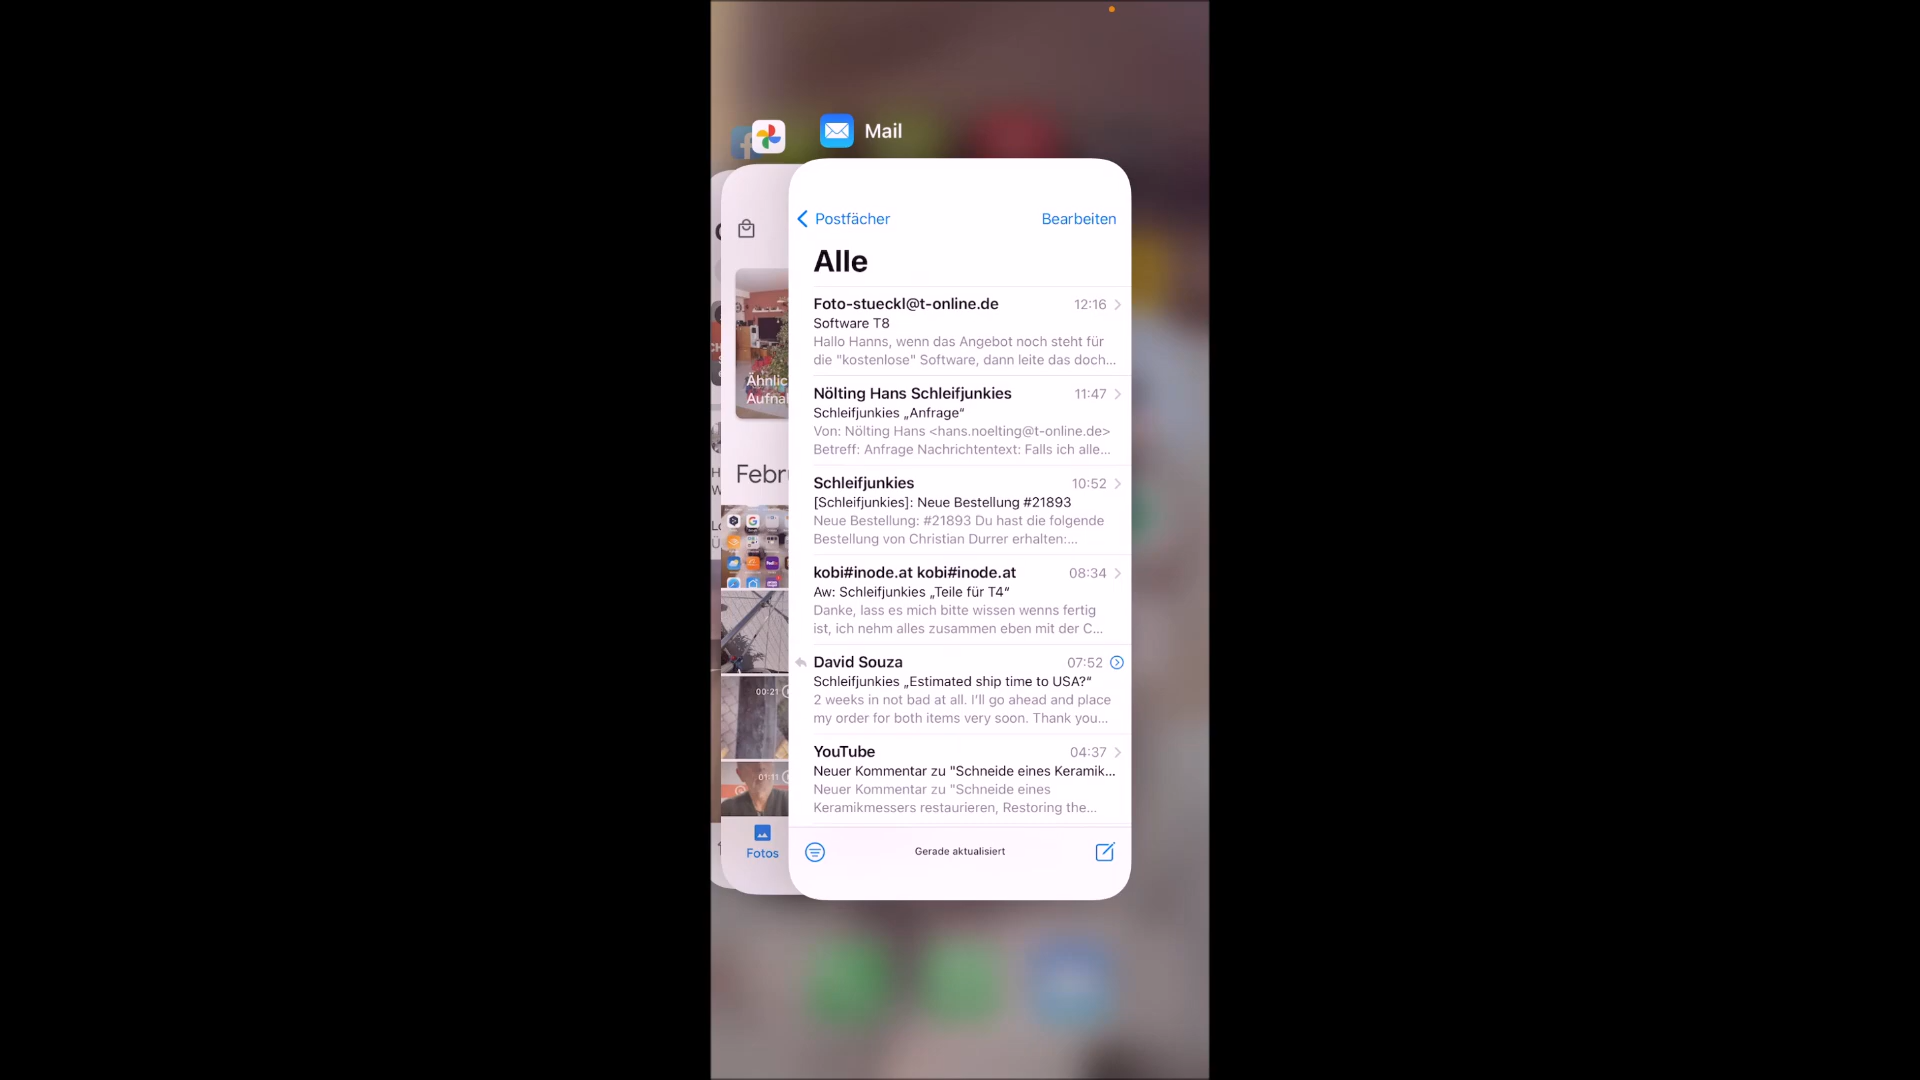 Mail
Postfächer
Bearbeiten
Alle
Foto-stueckl@t-online.de 12:16
Software T8
Hallo Hanns, wenn das Angebot noch steht für
die "kostenlose" Software, dann leite das doch...
Nölting Hans Schleifjunkies 11:47
Schleifjunkies „Anfrage“
Von: Nölting Hans <hans.noelting@t-online.de>
Betreff: Anfrage Nachrichtentext: Falls ich alle...
Schleifjunkies 10:52
[Schleifjunkies]: Neue Bestellung #21893
Neue Bestellung: #21893 Du hast die folgende
Bestellung von Christian Durrer erhalten:...
kobi#inode.at kobi#inode.at 08:34
Aw: Schleifjunkies „Teile für T4“
Danke, lass es mich bitte wissen wenns fertig
ist, ich nehm alles zusammen eben mit der C...
David Souza 07:52
Schleifjunkies „Estimated ship time to USA?“
2 weeks in not bad at all. I’ll go ahead and place
my order for both items very soon. Thank you...
YouTube 04:37
Neuer Kommentar zu "Schneide eines Keramik...
Neuer Kommentar zu "Schneide eines
Keramikmessers restaurieren, Restoring the...
Gerade aktualisiert
Ähnlic
Aufna
Febru
00:21
01:11
Fotos